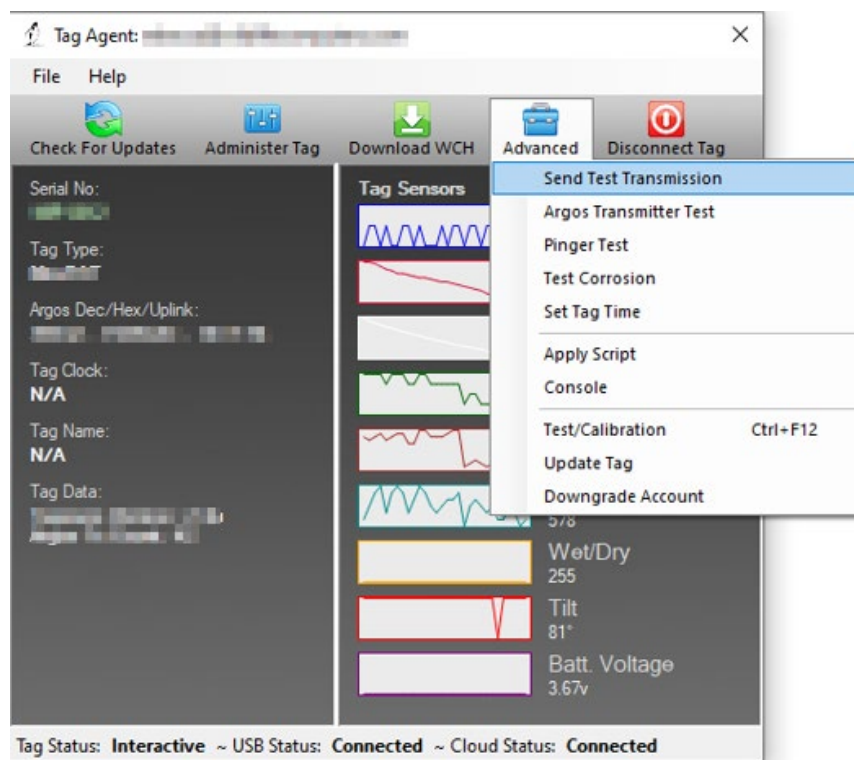 Tag Agent:
File Help
Check For Updates Administer Tag Download WCH Advanced Disconnect Tag
Serial No:
Tag Type:
Argos Dec/Hex/Uplink:
Tag Clock:
N/A
Tag Name:
N/A
Tag Data:
Tag Sensors
Send Test Transmission
Argos Transmitter Test
Pinger Test
Test Corrosion
Set Tag Time
Apply Script
Console
Test/Calibration Ctrl+F12
Update Tag
Downgrade Account
578
Wet/Dry
255
Tilt
81°
Batt. Voltage
3.67v
Tag Status: Interactive ~ USB Status: Connected ~ Cloud Status: Connected